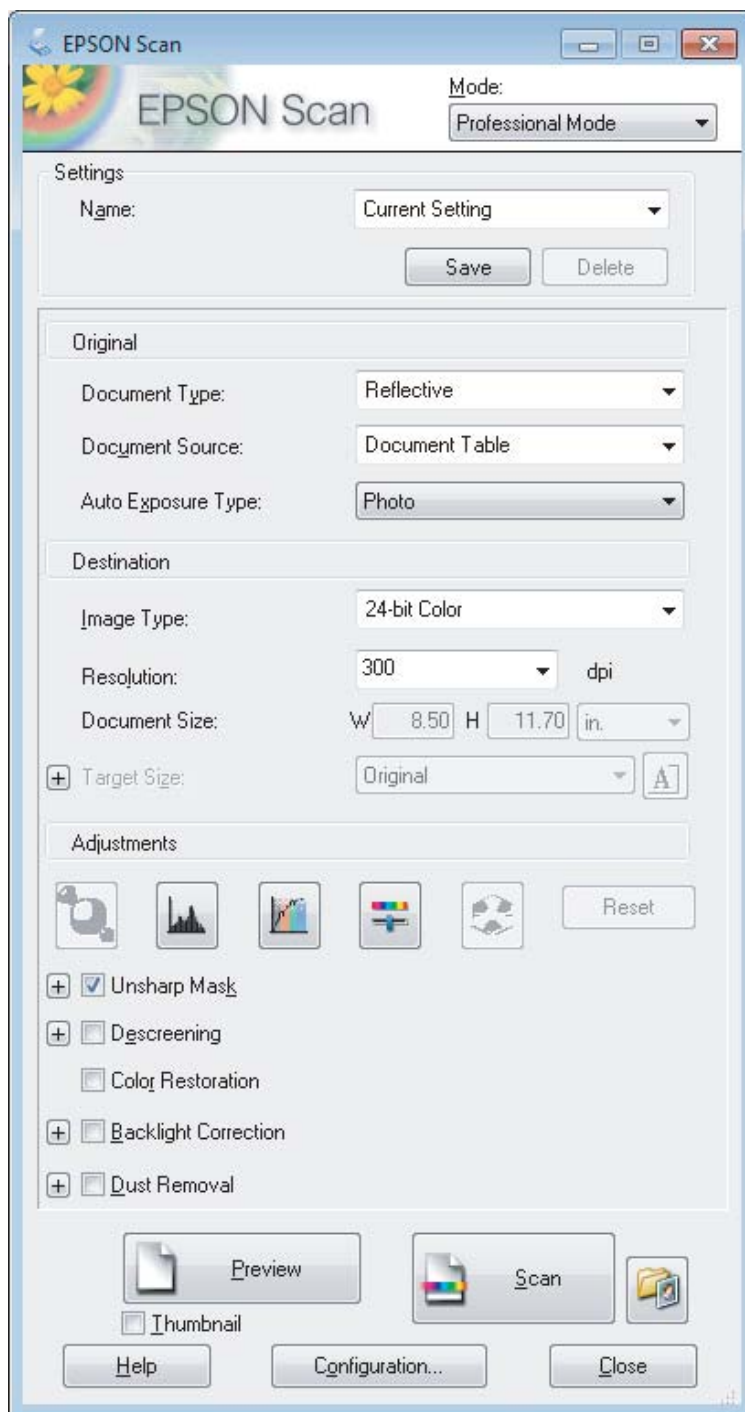 EPSON Scan
EPSON Scan
Mode:
Professional Mode
Settings
Name:
Current Setting
Save
Delete
Original
Document Type:
Reflective
Document Source:
Document Table
Auto Exposure Type:
Photo
Destination
Image Type:
24-bit Color
Resolution:
300
dpi
Document Size:
W 8.50 H 11.70 in.
Target Size:
Original
A
Adjustments
Reset
Unsharp Mask
Descreening
Color Restoration
Backlight Correction
Dust Removal
Preview
Scan
Thumbnail
Help
Configuration...
Close